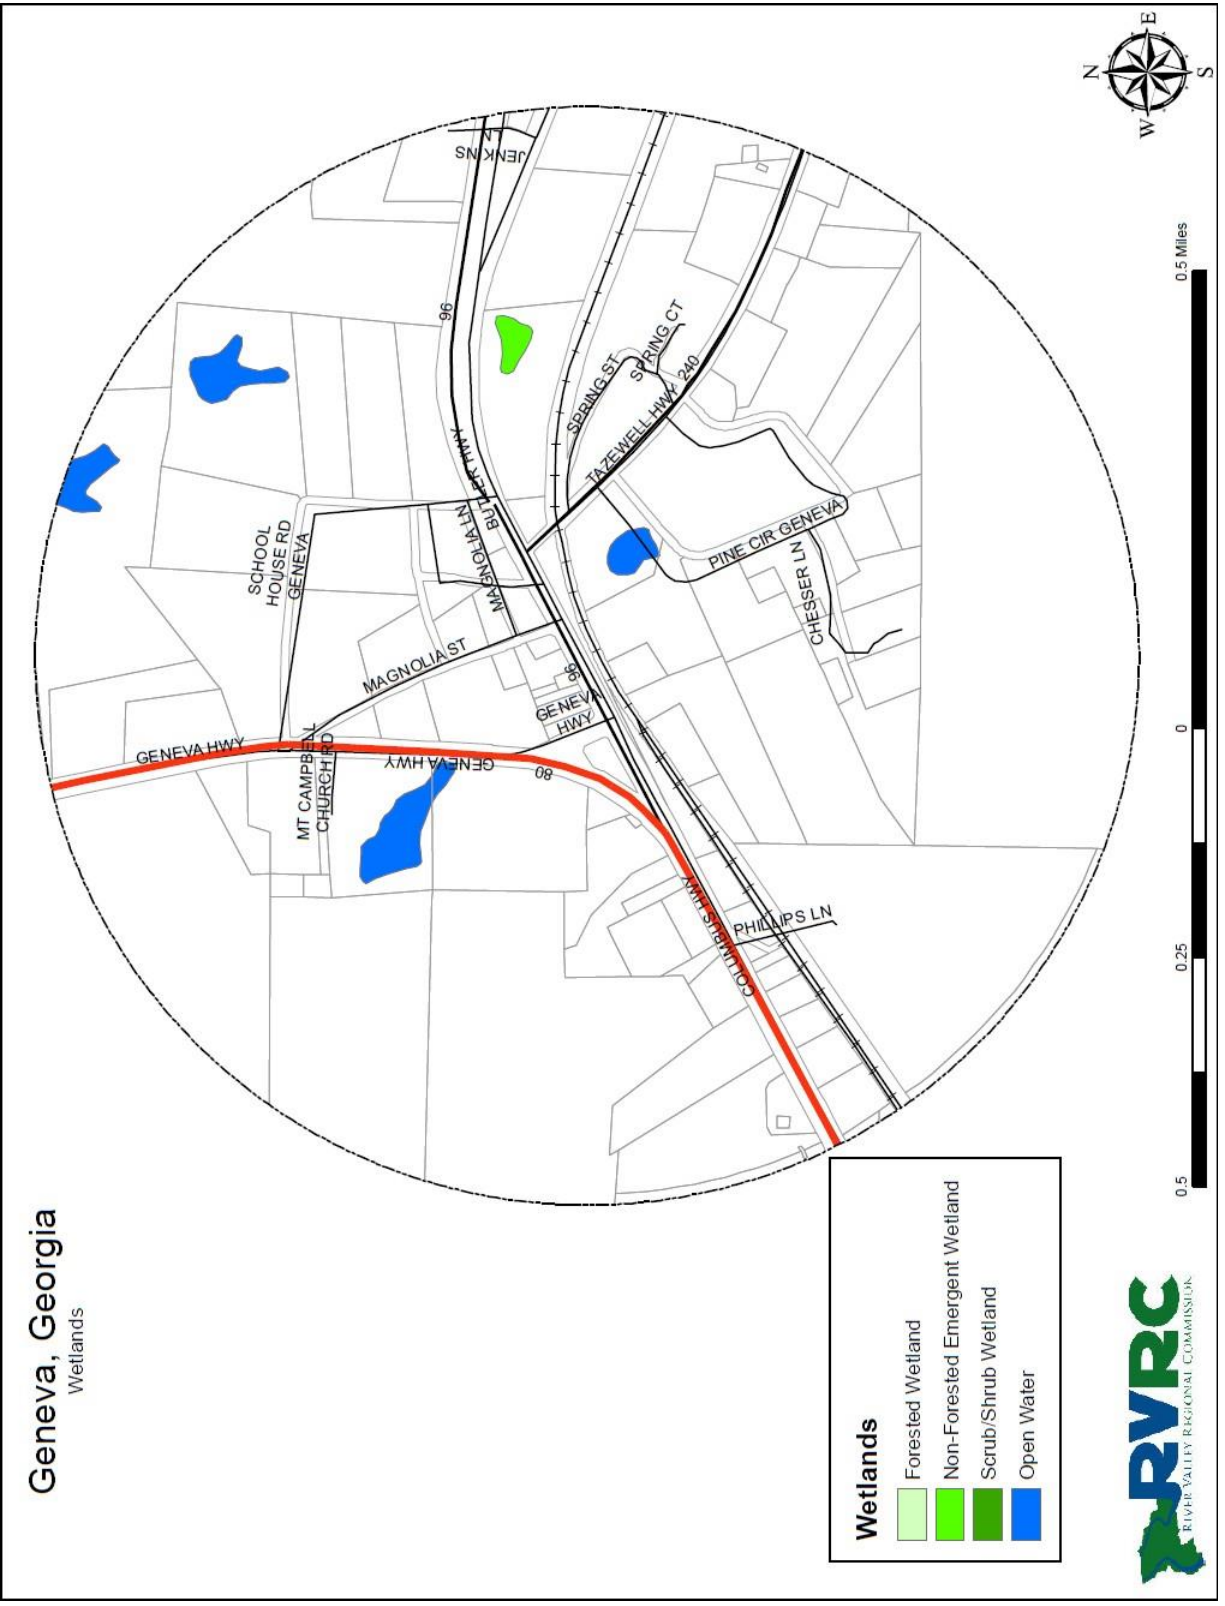 Geneva, Georgia
Wetlands
N
E
S
W
GENEVA HWY
SCHOOL
HOUSE RD
GENEVA
MT CAMPBELL
CHURCH RD
MAGNOLIA ST
GENEVA HWY
80
GENEVA
HWY
96
MAGNOLIA LN
BUTLER HWY
96
JENKINS
LN
SPRING ST
SPRING CT
TAZEWELL HWY 240
PINE CIR GENEVA
CHESSER LN
COLUMBUS HWY
PHILLIPS LN
Wetlands
Forested Wetland
Non-Forested Emergent Wetland
Scrub/Shrub Wetland
Open Water
0.5
0.25
0
0.5 Miles
RVRC
RIVER VALLEY REGIONAL COMMISSION